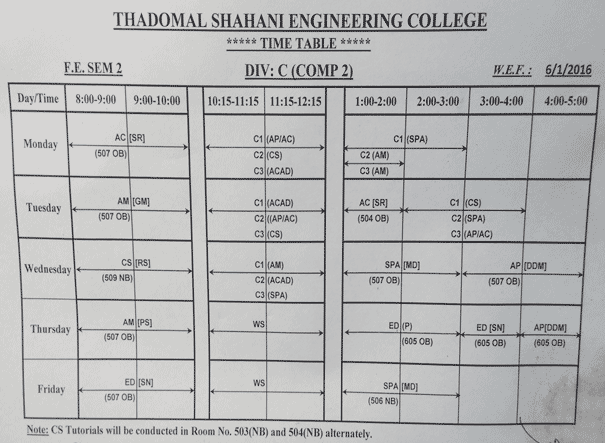 THADOMAL SHAHANI ENGINEERING COLLEGE
***** TIME TABLE *****
F.E. SEM 2 DIV: C (COMP 2) W.E.F. : 6/1/2016
Day/Time 8:00-9:00 9:00-10:00 10:15-11:15 11:15-12:15 1:00-2:00 2:00-3:00 3:00-4:00 4:00-5:00
Monday
AC [SR]
(507 OB)
C1 (AP/AC)
C2 (CS)
C3 (ACAD)
C1 (SPA)
C2 (AM)
C3 (AM)
Tuesday
AM [GM]
(507 OB)
C1 (ACAD)
C2 ((AP/AC)
C3 (CS)
AC [SR]
(504 OB)
C1 (CS)
C2 (SPA)
C3 (AP/AC)
Wednesday
CS [RS]
(509 NB)
C1 (AM)
C2 (ACAD)
C3 (SPA)
SPA [MD]
(507 OB)
AP [DDM]
(507 OB)
Thursday
AM [PS]
(507 OB)
WS
ED (P)
(605 OB)
ED [SN]
(605 OB)
AP[DDM]
(605 OB)
Friday
ED [SN]
(507 OB)
WS
SPA [MD]
(506 NB)
Note: CS Tutorials will be conducted in Room No. 503(NB) and 504(NB) alternately.